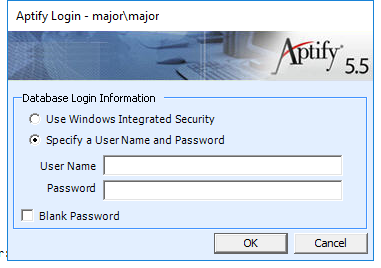 Aptify Login - major\major
Aptify® 5.5
Database Login Information
Use Windows Integrated Security
Specify a User Name and Password
User Name
Password
Blank Password
OK
Cancel